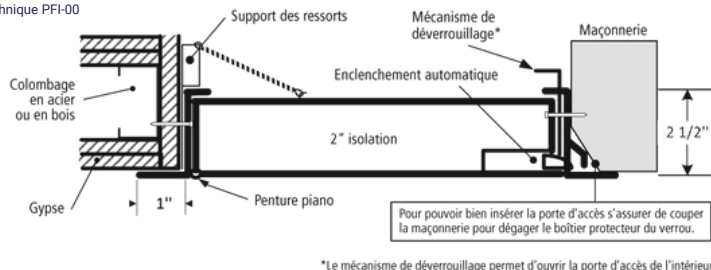 hnique PFI-00
Support des ressorts
Mécanisme de
déverrouillage*
Maçonnerie
Colombage
en acier
ou en bois
Enclenchement automatique
2" isolation
2 1/2"
Gypse
1"
Penture piano
Pour pouvoir bien insérer la porte d'accès s'assurer de couper
la maçonnerie pour dégager le boîtier protecteur du verrou.
*Le mécanisme de déverrouillage permet d'ouvrir la porte d'accès de l'intérieur